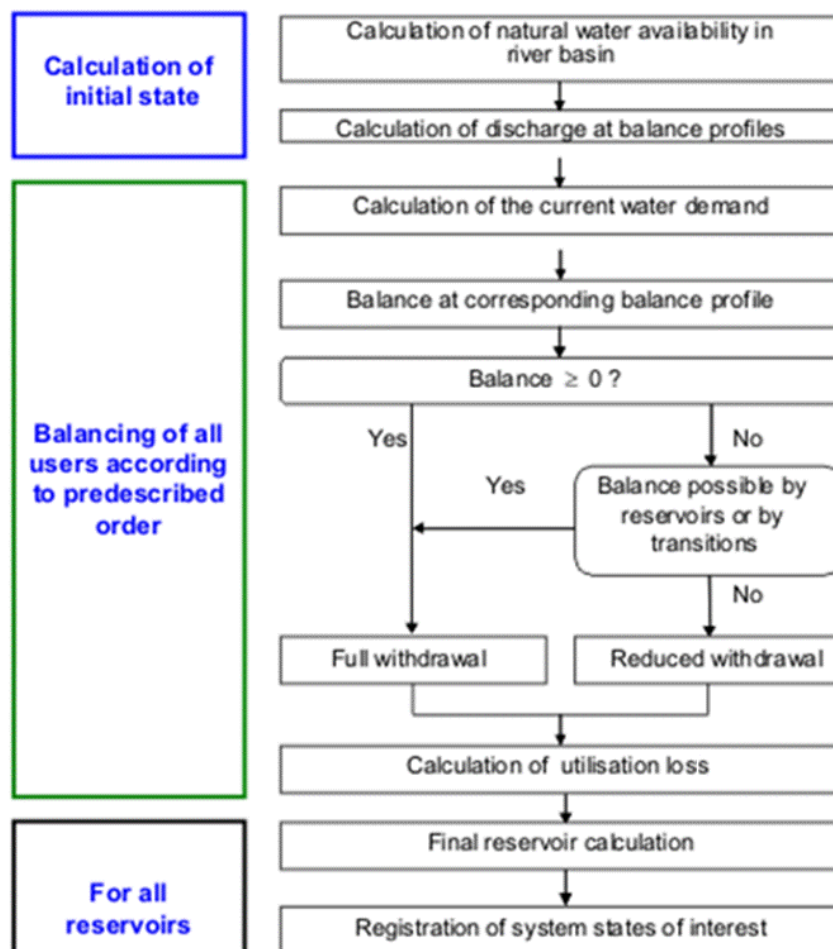 Calculation of
initial state
Calculation of natural water availability in
river basin
Calculation of discharge at balance profiles
Balancing of all
users according
to predescribed
order
Calculation of the current water demand
Balance at corresponding balance profile
Balance ≥ 0 ?
Yes
No
Yes
Balance possible by
reservoirs or by
transitions
No
Full withdrawal
Reduced withdrawal
Calculation of utilisation loss
For all
reservoirs
Final reservoir calculation
Registration of system states of interest